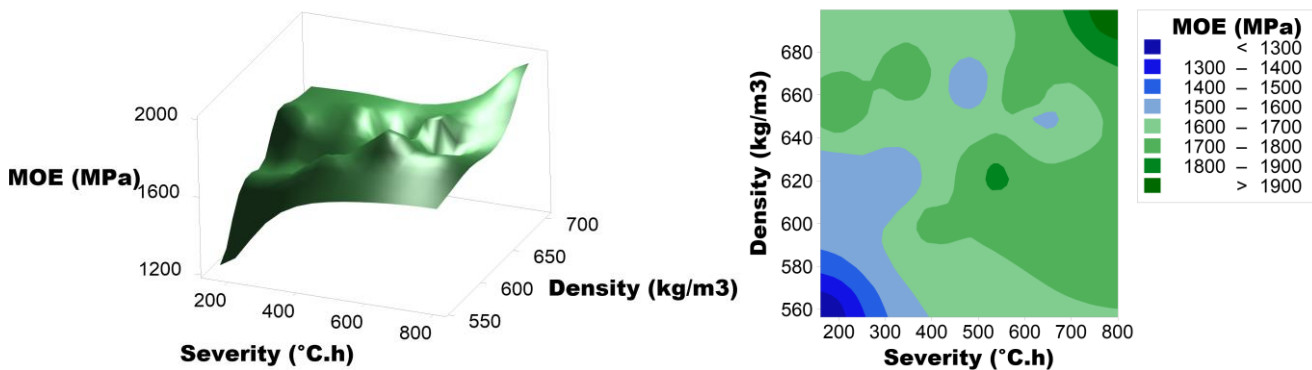 2000
MOE (MPa)
1600
1200
200
400
600
800
Severity (°C.h)
700
650
600
550
Density (kg/m3)
Density (kg/m3)
680
660
640
620
600
580
560
200 300 400 500 600 700 800
Severity (°C.h)
MOE (MPa)
< 1300
1300 – 1400
1400 – 1500
1500 – 1600
1600 – 1700
1700 – 1800
1800 – 1900
> 1900